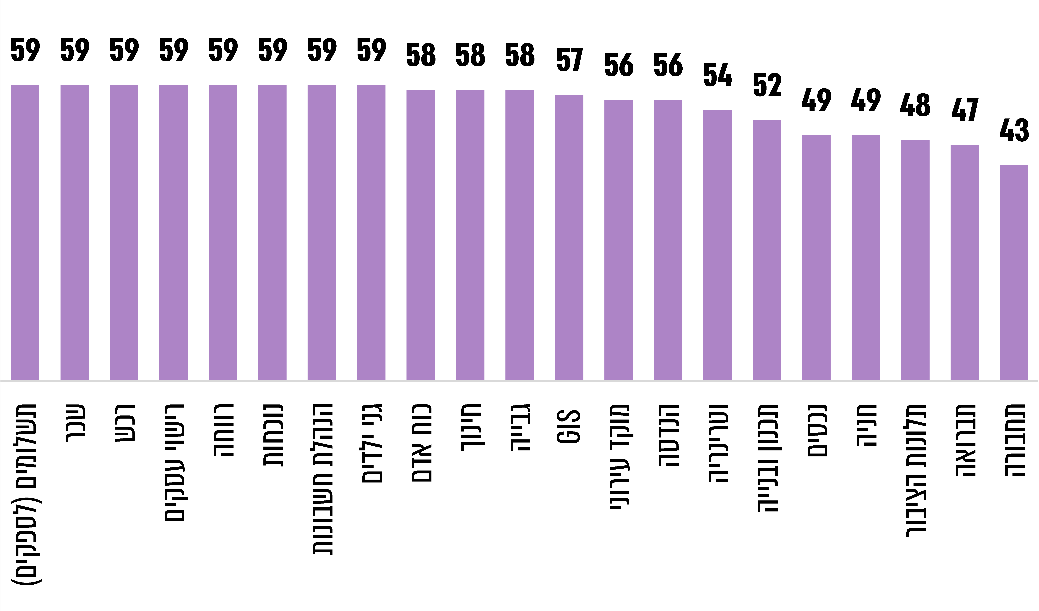 59 59 59 59 59 59 59 59 58 58 58 57 56 56 54 52 49 49 48 47 43
תשלומים (לספקים)
שכר
רכש
רישוי עסקים
רווחה
נוכחות
הנהלת חשבונות
גני ילדים
כוח אדם
חינוך
גבייה
GIS
מוקד עירוני
הנדסה
וטרינריה
תכנון ובנייה
נכסים
חניה
תלונות הציבור
תברואה
תחבורה